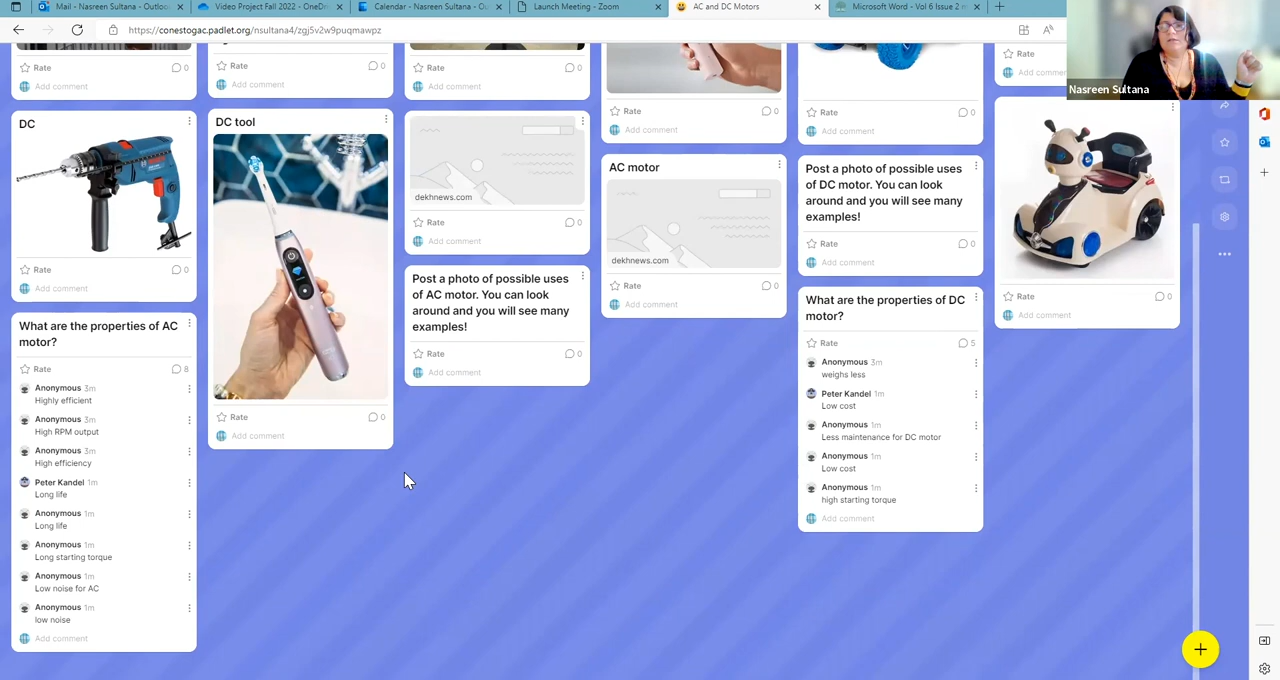 Mail - Nasreen Sultana - Outloo
Video Project Fall 2022 - OneDri
Calendar - Nasreen Sultana - Ou
Launch Meeting - Zoom
AC and DC Motors
Microsoft Word - Vol 6 Issue 2 n
https://conestogac.padlet.org/nsultana4/zgj5v2w9puqmawpz
Nasreen Sultana
Rate
0
Add comment
DC
Rate
0
Add comment
What are the properties of AC
motor?
Rate
8
Anonymous 3m
Highly efficient
Anonymous 3m
High RPM output
Anonymous 3m
High efficiency
Peter Kandel 1m
Long life
Anonymous 1m
Long life
Anonymous 1m
Long starting torque
Anonymous 1m
Low noise for AC
Anonymous 1m
low noise
Add comment
Rate
0
Add comment
DC tool
Rate
0
Add comment
Rate
0
Add comment
dekhnews.com
Rate
0
Add comment
Post a photo of possible uses
of AC motor. You can look
around and you will see many
examples!
Rate
0
Add comment
Rate
0
Add comment
AC motor
dekhnews.com
Rate
0
Add comment
Rate
0
Add comment
Post a photo of possible uses
of DC motor. You can look
around and you will see many
examples!
Rate
0
Add comment
What are the properties of DC
motor?
Rate
5
Anonymous 3m
weighs less
Peter Kandel 1m
Low cost
Anonymous 1m
Less maintenance for DC motor
Anonymous 1m
Low cost
Anonymous 1m
high starting torque
Add comment
Rate
Add comme
Rate
0
Add comment